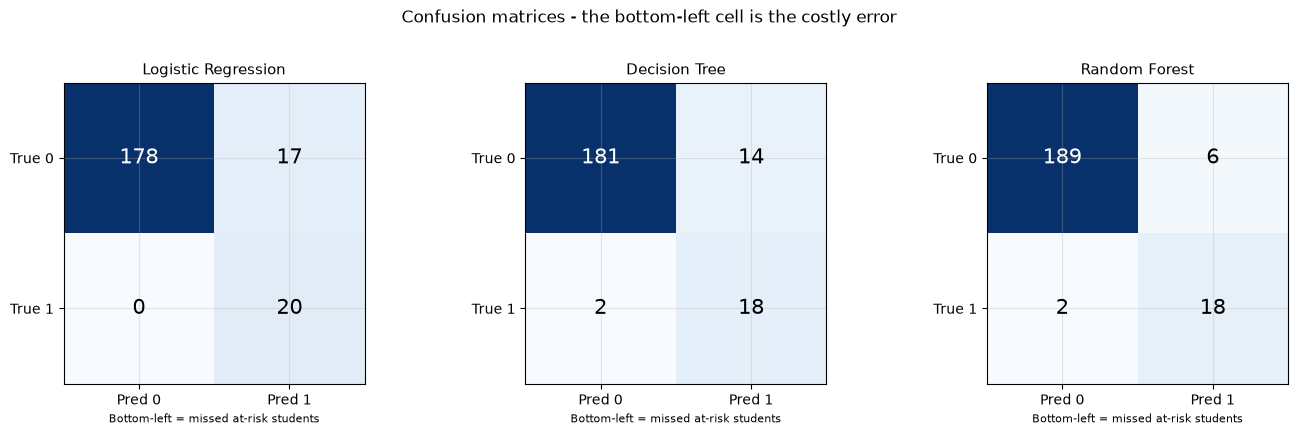 Confusion matrices - the bottom-left cell is the costly error
Logistic Regression
True 0
178
17
True 1
0
20
Pred 0
Pred 1
Bottom-left = missed at-risk students
Decision Tree
True 0
181
14
True 1
2
18
Pred 0
Pred 1
Bottom-left = missed at-risk students
Random Forest
True 0
189
6
True 1
2
18
Pred 0
Pred 1
Bottom-left = missed at-risk students